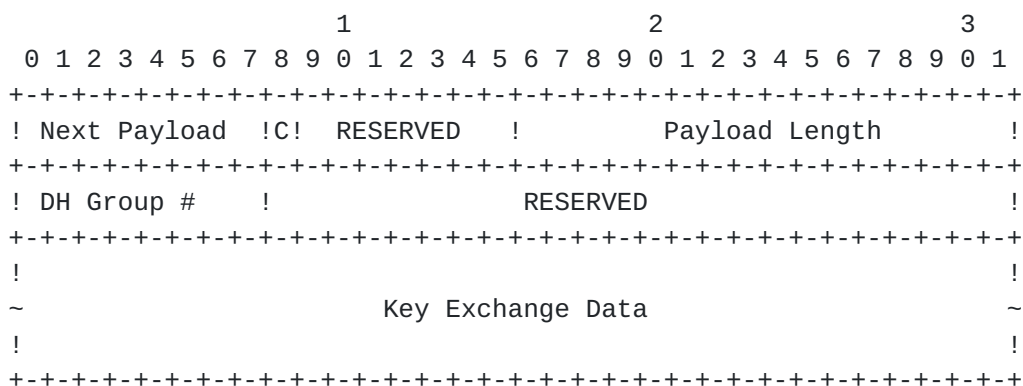 1                   2                   3
 0 1 2 3 4 5 6 7 8 9 0 1 2 3 4 5 6 7 8 9 0 1 2 3 4 5 6 7 8 9 0 1
+-+-+-+-+-+-+-+-+-+-+-+-+-+-+-+-+-+-+-+-+-+-+-+-+-+-+-+-+-+-+-+-+
! Next Payload  !C!  RESERVED   !         Payload Length        !
+-+-+-+-+-+-+-+-+-+-+-+-+-+-+-+-+-+-+-+-+-+-+-+-+-+-+-+-+-+-+-+-+
! DH Group #    !                RESERVED                       !
+-+-+-+-+-+-+-+-+-+-+-+-+-+-+-+-+-+-+-+-+-+-+-+-+-+-+-+-+-+-+-+-+
!                                                               !
~                       Key Exchange Data                       ~
!                                                               !
+-+-+-+-+-+-+-+-+-+-+-+-+-+-+-+-+-+-+-+-+-+-+-+-+-+-+-+-+-+-+-+-+